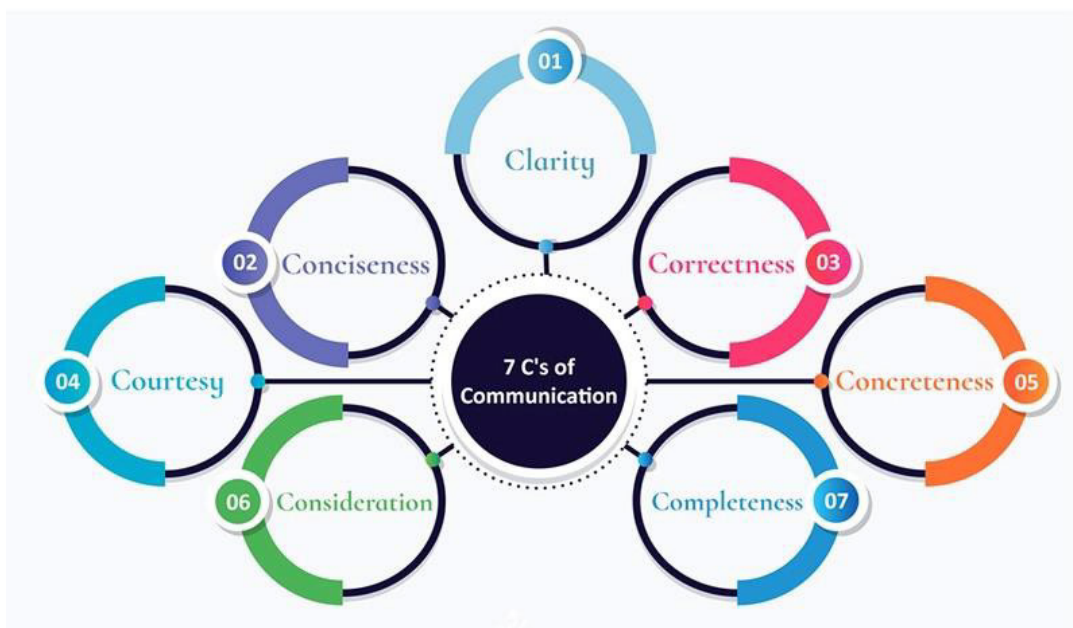 01
Clarity
02
Conciseness
Correctness
03
04
Courtesy
7 C's of
Communication
Concreteness
05
06
Consideration
Completeness
07